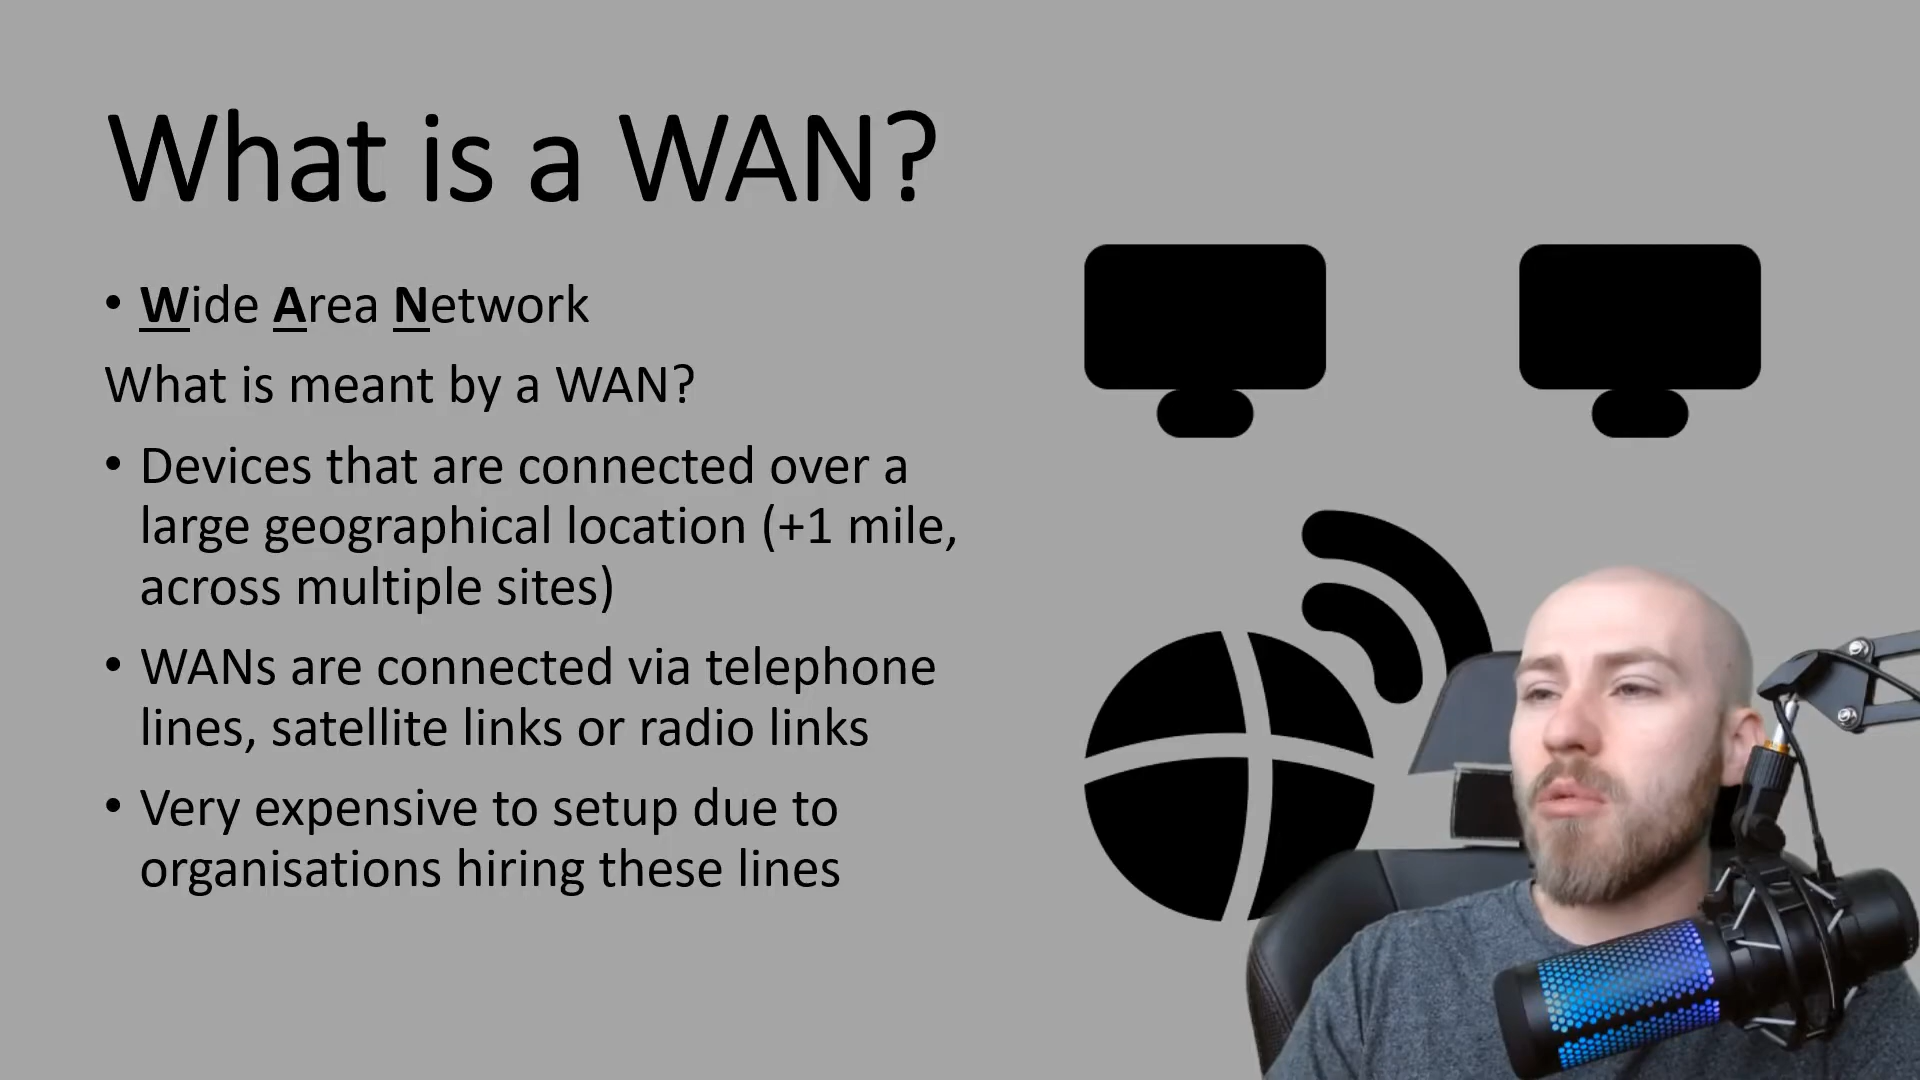 What is a WAN?
• Wide Area Network
What is meant by a WAN?
• Devices that are connected over a
large geographical location (+1 mile,
across multiple sites)
• WANs are connected via telephone
lines, satellite links or radio links
• Very expensive to setup due to
organisations hiring these lines